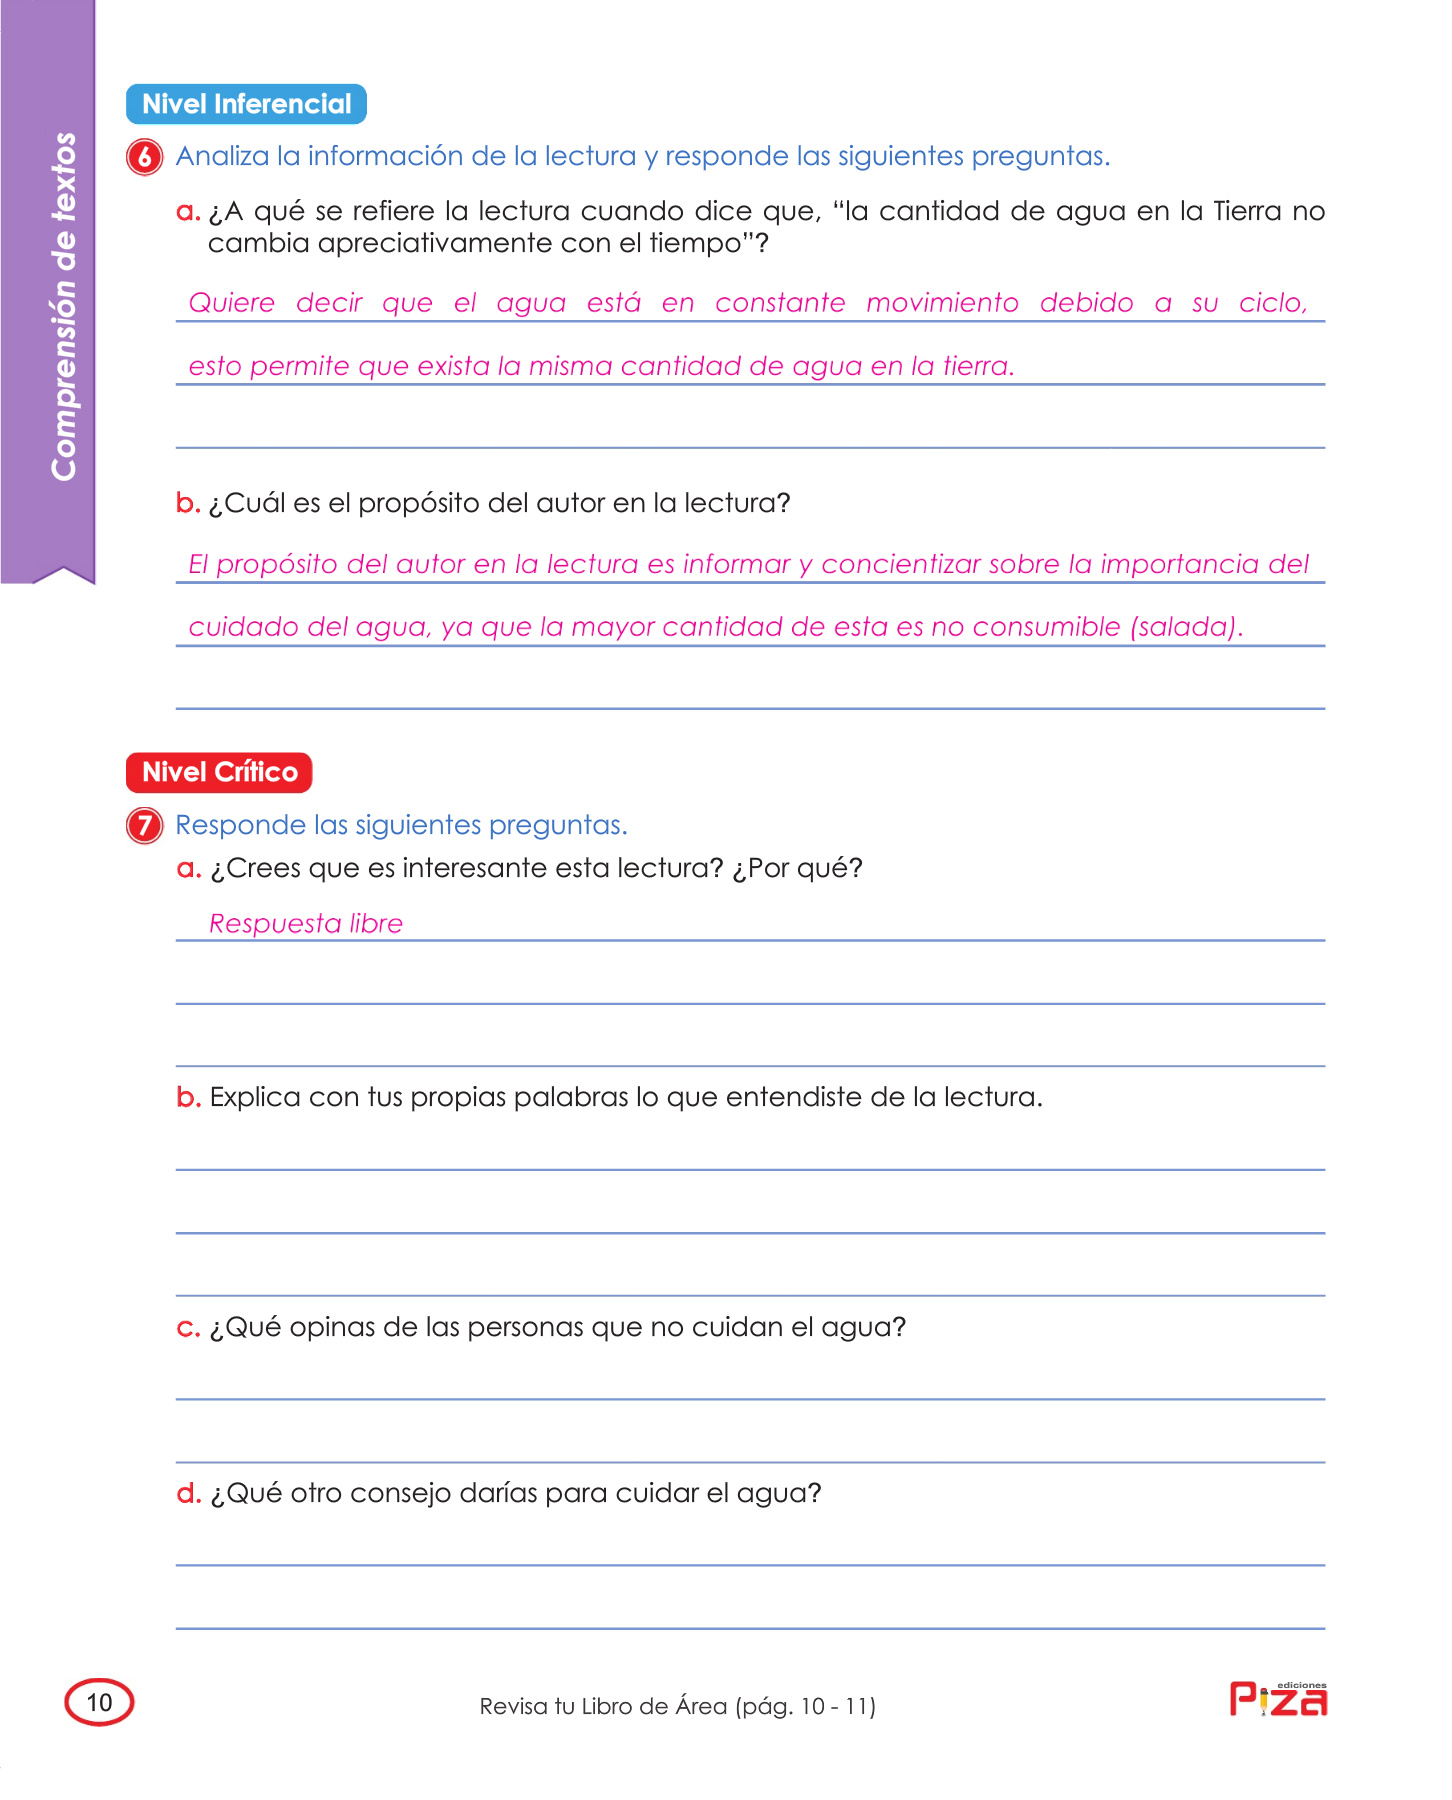 Comprensión de textos
Nivel Inferencial
6 Analiza la información de la lectura y responde las siguientes preguntas.
a. ¿A qué se refiere la lectura cuando dice que, “la cantidad de agua en la Tierra no
cambia apreciativamente con el tiempo”?
Quiere decir que el agua está en constante movimiento debido a su ciclo,
esto permite que exista la misma cantidad de agua en la tierra.
b. ¿Cuál es el propósito del autor en la lectura?
El propósito del autor en la lectura es informar y concientizar sobre la importancia del
cuidado del agua, ya que la mayor cantidad de esta es no consumible (salada).
Nivel Crítico
7 Responde las siguientes preguntas.
a. ¿Crees que es interesante esta lectura? ¿Por qué?
Respuesta libre
b. Explica con tus propias palabras lo que entendiste de la lectura.
c. ¿Qué opinas de las personas que no cuidan el agua?
d. ¿Qué otro consejo darías para cuidar el agua?
10
Revisa tu Libro de Área (pág. 10 - 11)
ediciones
Piza